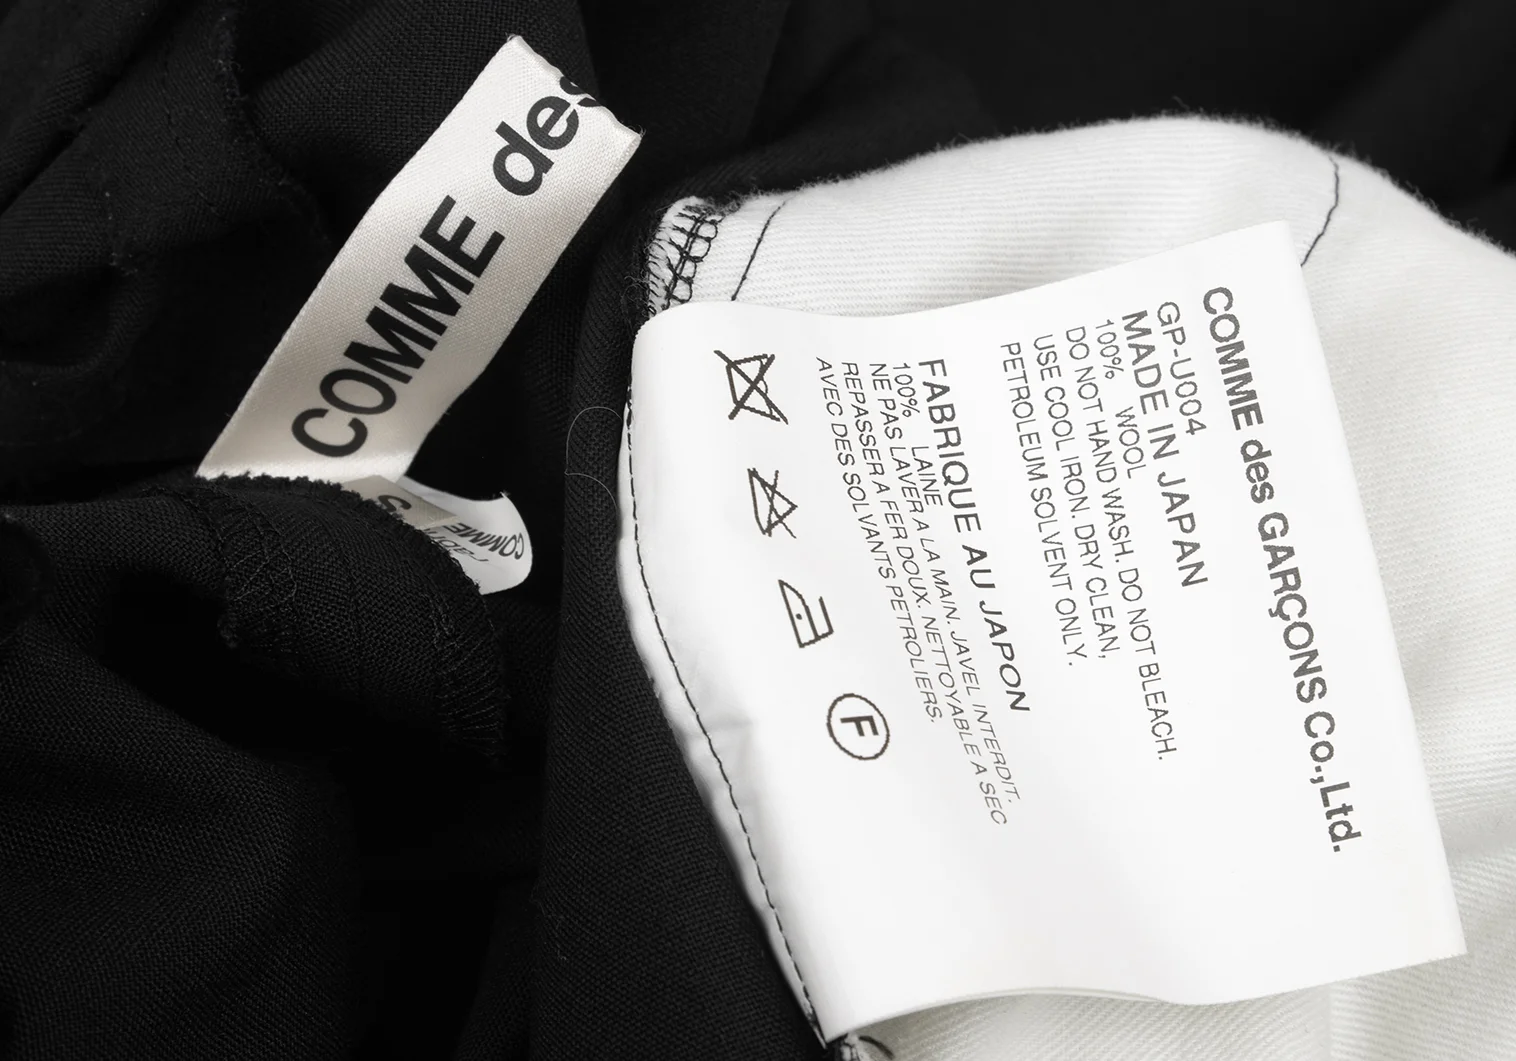 COMME des
S
COMME
COMME des GARÇONS Co.,Ltd.
GP-U004
MADE IN JAPAN
100% WOOL
DO NOT HAND WASH. DO NOT BLEACH.
USE COOL IRON. DRY CLEAN,
PETROLEUM SOLVENT ONLY.
FABRIQUE AU JAPON
100% LAINE
NE PAS LAVER A LA MAIN. JAVEL INTERDIT.
REPASSER A FER DOUX. NETTOYABLE A SEC
AVEC DES SOLVANTS PETROLIERS.
F